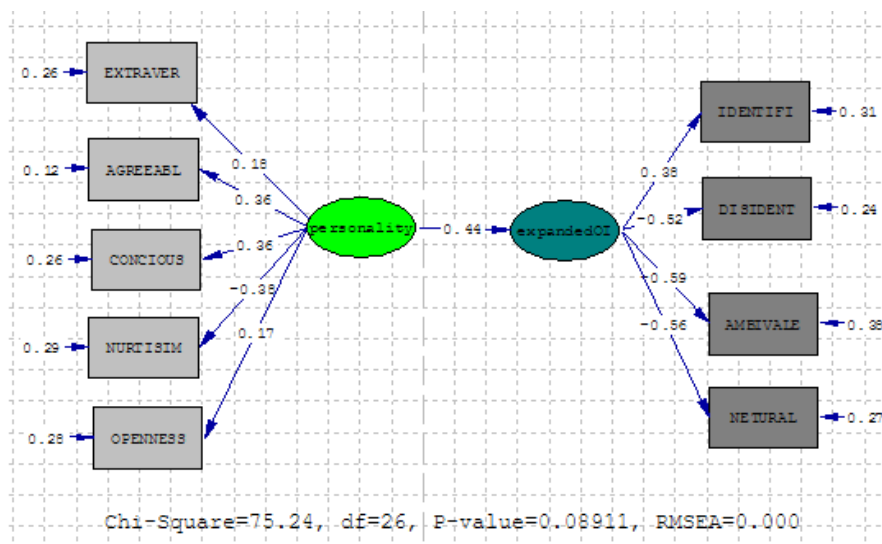 0.26 EXTRAVER
0.12 AGREEABL
0.26 CONCIOUS
0.29 NURTISIM
0.28 OPENNESS
0.18
0.36
0.36
-0.38
0.17
personality
0.44
expandedOI
0.38
-0.52
-0.59
-0.56
IDENTIFI 0.31
DISIDENT 0.24
AMBIVALE 0.38
NETURAL 0.27
Chi-Square=75.24, df=26, P-value=0.08911, RMSEA=0.000